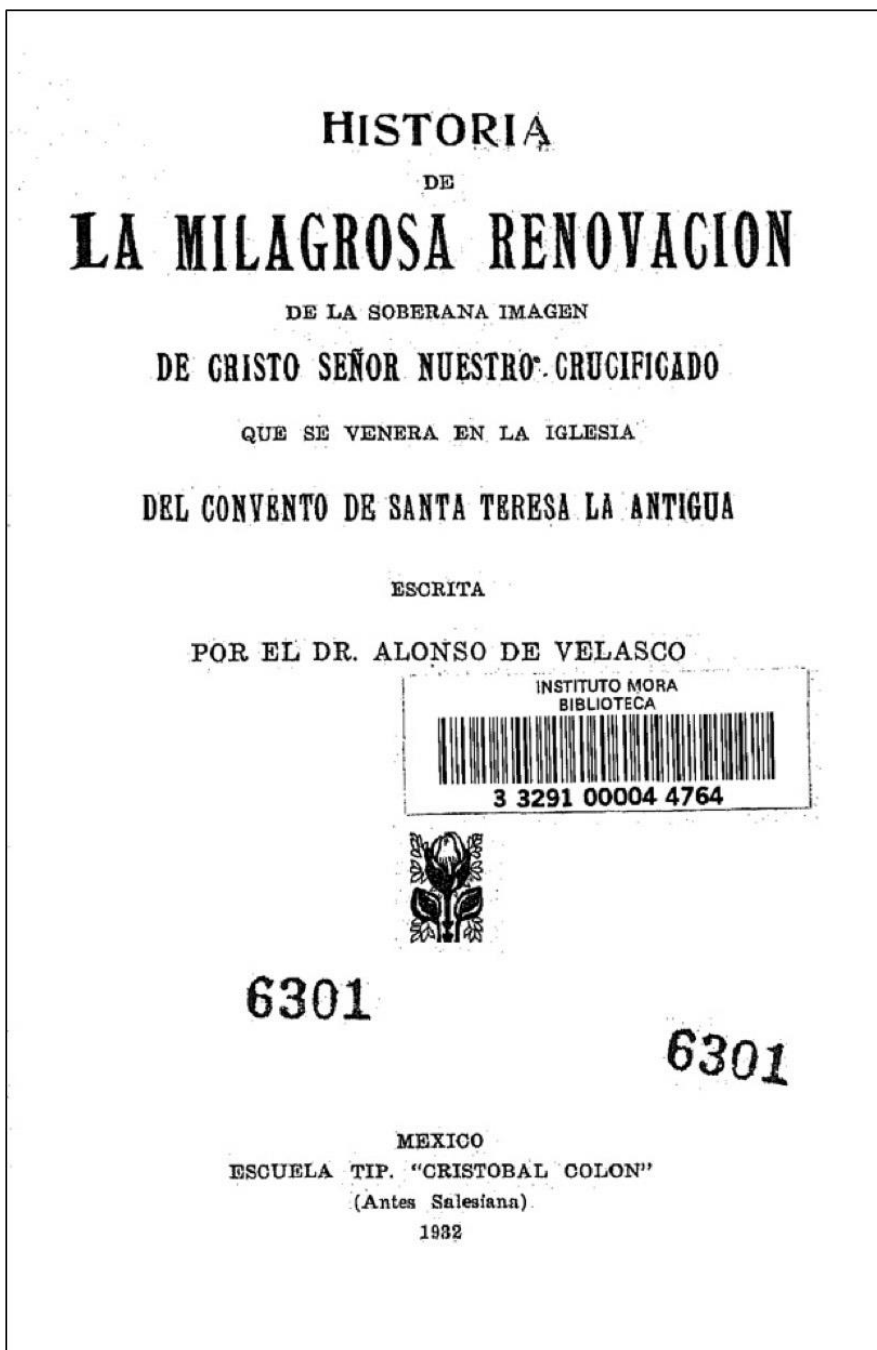 HISTORIA
DE
LA MILAGROSA RENOVACION
DE LA SOBERANA IMAGEN
DE CRISTO SEÑOR NUESTRO CRUCIFICADO
QUE SE VENERA EN LA IGLESIA
DEL CONVENTO DE SANTA TERESA LA ANTIGUA
ESCRITA
POR EL DR. ALONSO DE VELASCO
INSTITUTO MORA
BIBLIOTECA
3 3291 00004 4764
6301
6301
MEXICO
ESCUELA TIP. "CRISTOBAL COLON"
(Antes Salesiana)
1932